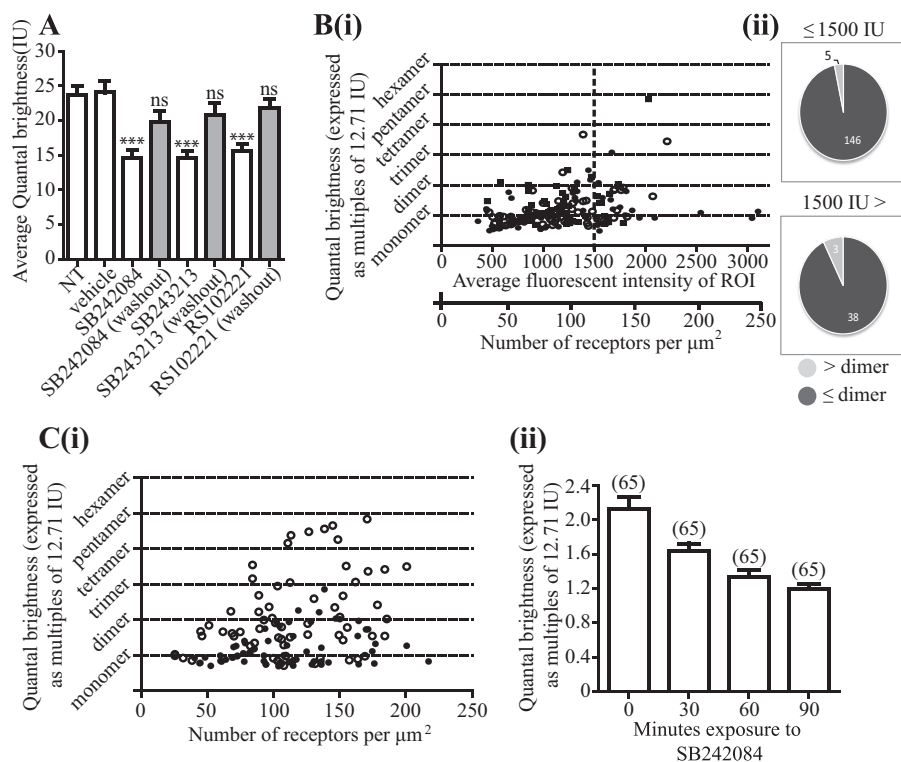 A
Average Quantal brightness(IU)
30
25
20
15
10
5
0
***
ns
***
ns
***
ns
NT
vehicle
SB242084
SB242084 (washout)
SB243213
SB243213 (washout)
RS102221
RS102221 (washout)
B(i)
Quantal brightness (expressed
as multiples of 12.71 IU)
hexamer
pentamer
tetramer
trimer
dimer
monomer
0 500 1000 1500 2000 2500 3000
Average fluorescent intensity of ROI
0 50 100 150 200 250
Number of receptors per μm2
(ii)
≤1500 IU
5
146
1500 IU >
3
38
> dimer
≤ dimer
C(i)
Quantal brightness (expressed
as multiples of 12.71 IU)
hexamer
pentamer
tetramer
trimer
dimer
monomer
0 50 100 150 200 250
Number of receptors per μm2
(ii)
Quantal brightness (expressed
as multiples of 12.71 IU)
2.4
2.0
1.6
1.2
0.8
0.4
0
(65)
(65)
(65)
(65)
0 30 60 90
Minutes exposure to
SB242084